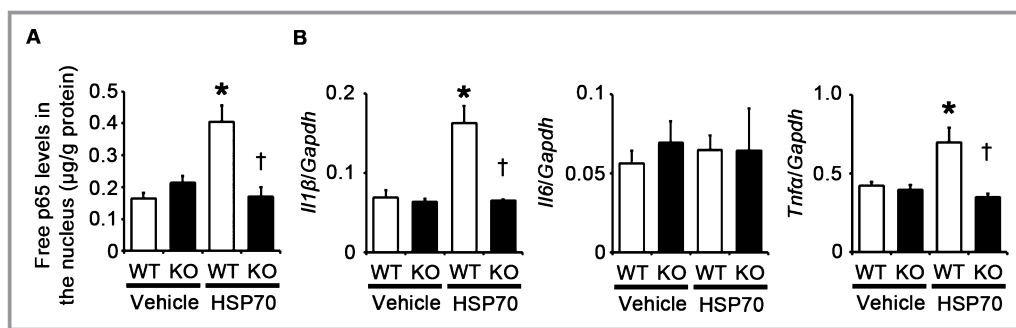 A
B
Free p65 levels in
the nucleus (µg/g protein)
0.5
0.4
0.3
0.2
0.1
0
*
†
WT KO WT KO
Vehicle HSP70
Il1β/Gapdh
0.2
0.1
0
*
†
WT KO WT KO
Vehicle HSP70
Il6/Gapdh
0.1
0.05
0
WT KO WT KO
Vehicle HSP70
Tnfα/Gapdh
1.0
0.5
0
*
†
WT KO WT KO
Vehicle HSP70